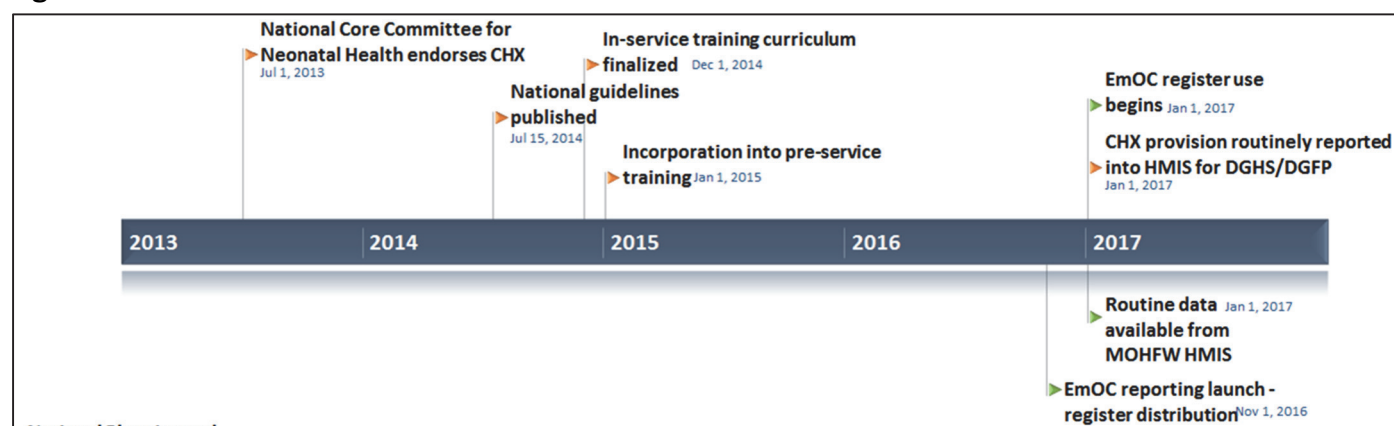 National Core Committee for
Neonatal Health endorses CHX
Jul 1, 2013
In-service training curriculum
finalized Dec 1, 2014
National guidelines
published
Jul 15, 2014
Incorporation into pre-service
training Jan 1, 2015
EmOC register use
begins Jan 1, 2017
CHX provision routinely reported
into HMIS for DGHS/DGFP
Jan 1, 2017
2013 2014 2015 2016 2017
Routine data Jan 1, 2017
available from
MOHFW HMIS
EmOC reporting launch -
register distribution Nov 1, 2016